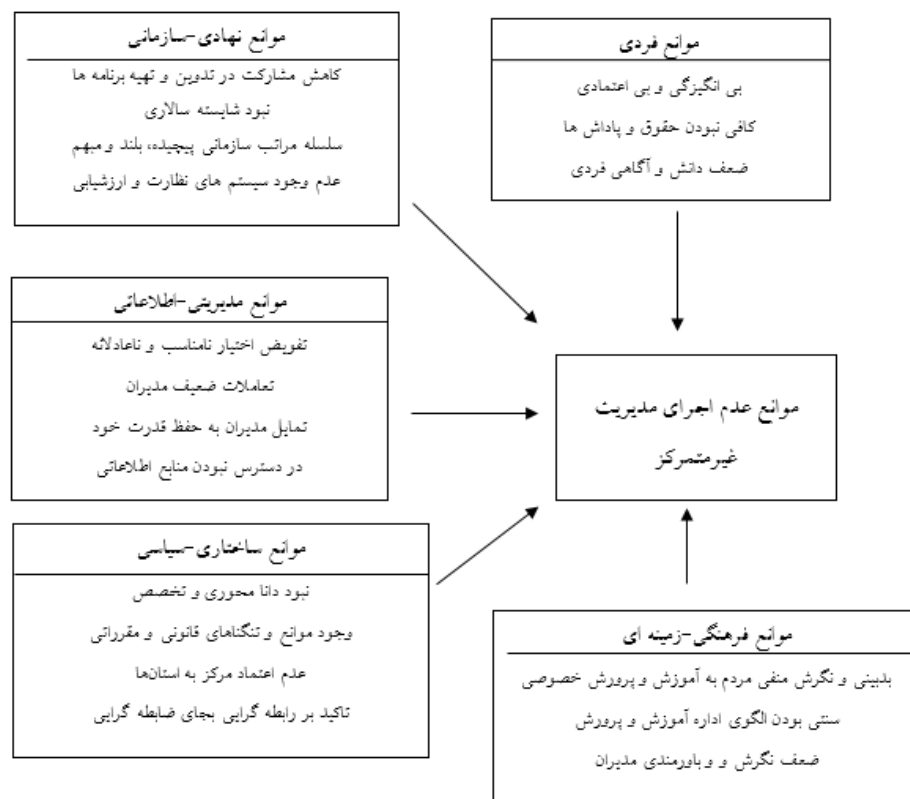 موانع نهادی-سازمانی
کاهش مشارکت در تدوین و تهیه برنامه ها
نبود شایسته سالاری
سلسله مراتب سازمانی پیچیده، بلند و مبهم
عدم وجود سیستم های نظارت و ارزشیابی
موانع فردی
بی انگیزگی و بی اعتمادی
کافی نبودن حقوق و پاداش ها
ضعف دانش و آگاهی فردی
موانع مدیریتی-اطلاعاتی
تفویض اختیار نامناسب و ناعادلانه
تعاملات ضعیف مدیران
تمایل مدیران به حفظ قدرت خود
در دسترس نبودن منابع اطلاعاتی
موانع عدم اجرای مدیریت
غیرمتمرکز
موانع ساختاری-سیاسی
نبود دانا محوری و تخصص
وجود موانع و تنگناهای قانونی و مقرراتی
عدم اعتماد مرکز به استان‌ها
تاکید بر رابطه گرایی بجای ضابطه گرایی
موانع فرهنگی-زمینه ای
بدبینی و نگرش منفی مردم به آموزش و پرورش خصوصی
سنتی بودن الگوی اداره آموزش و پرورش
ضعف نگرش و و باورمندی مدیران